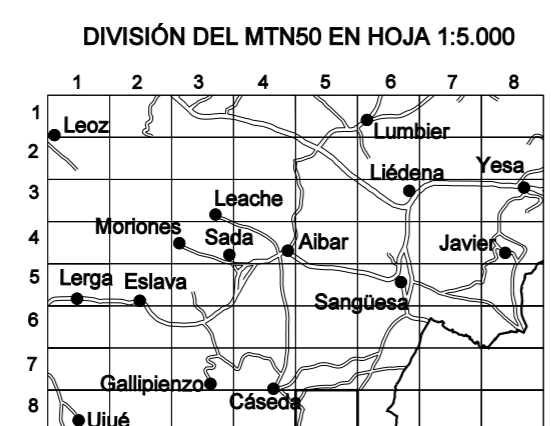 DIVISIÓN DEL MTN50 EN HOJA 1:5.000
1 2 3 4 5 6 7 8
1
Leoz
Lumbier
2
Liédena
Yesa
3
Leache
Moriones
Sada
4
Aibar
Javier
5
Lerga
Eslava
Sangüesa
6
7
Gallipienzo
Cáseda
8
Ujué